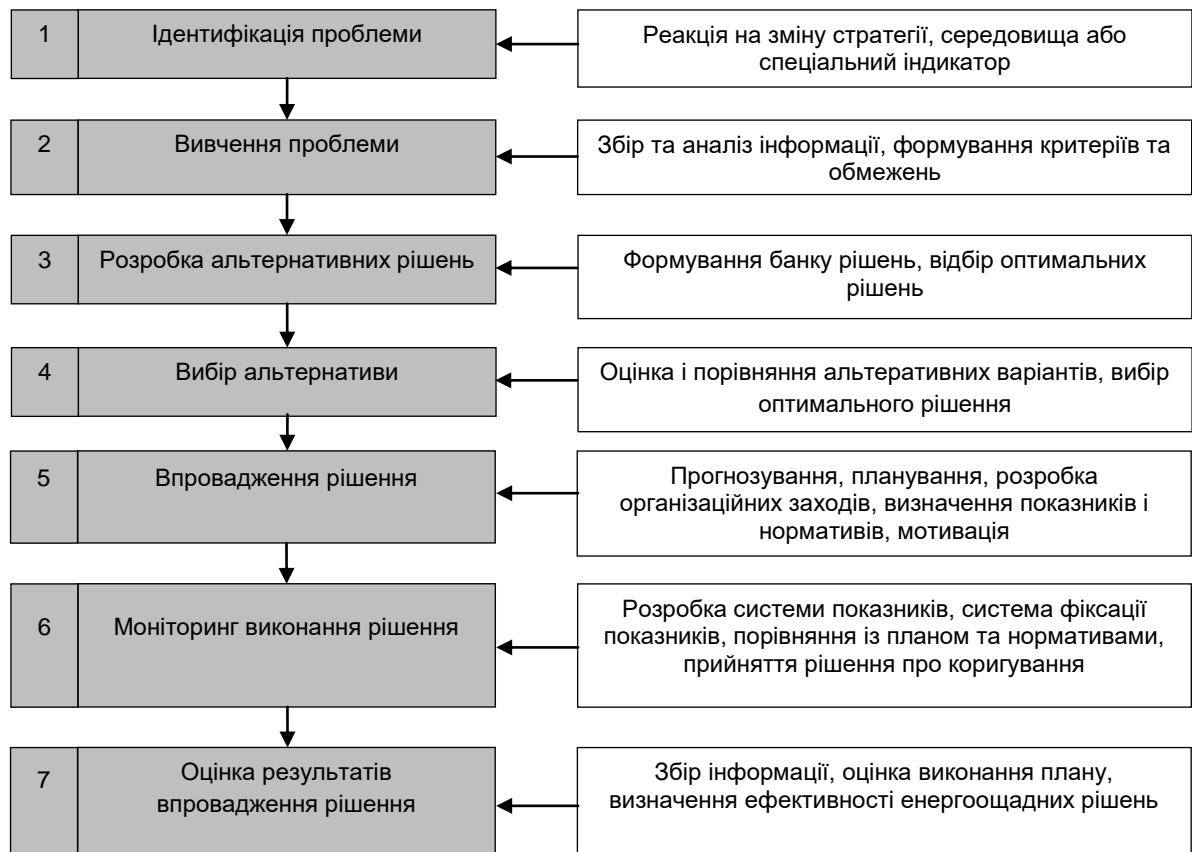 1
Ідентифікація проблеми
Реакція на зміну стратегії, середовища або
спеціальний індикатор
2
Вивчення проблеми
Збір та аналіз інформації, формування критеріїв та
обмежень
3
Розробка альтернативних рішень
Формування банку рішень, відбір оптимальних
рішень
4
Вибір альтернативи
Оцінка і порівняння альтеративних варіантів, вибір
оптимального рішення
5
Впровадження рішення
Прогнозування, планування, розробка
організаційних заходів, визначення показників і
нормативів, мотивація
6
Моніторинг виконання рішення
Розробка системи показників, система фіксації
показників, порівняння із планом та нормативами,
прийняття рішення про коригування
7
Оцінка результатів
впровадження рішення
Збір інформації, оцінка виконання плану,
визначення ефективності енергоощадних рішень